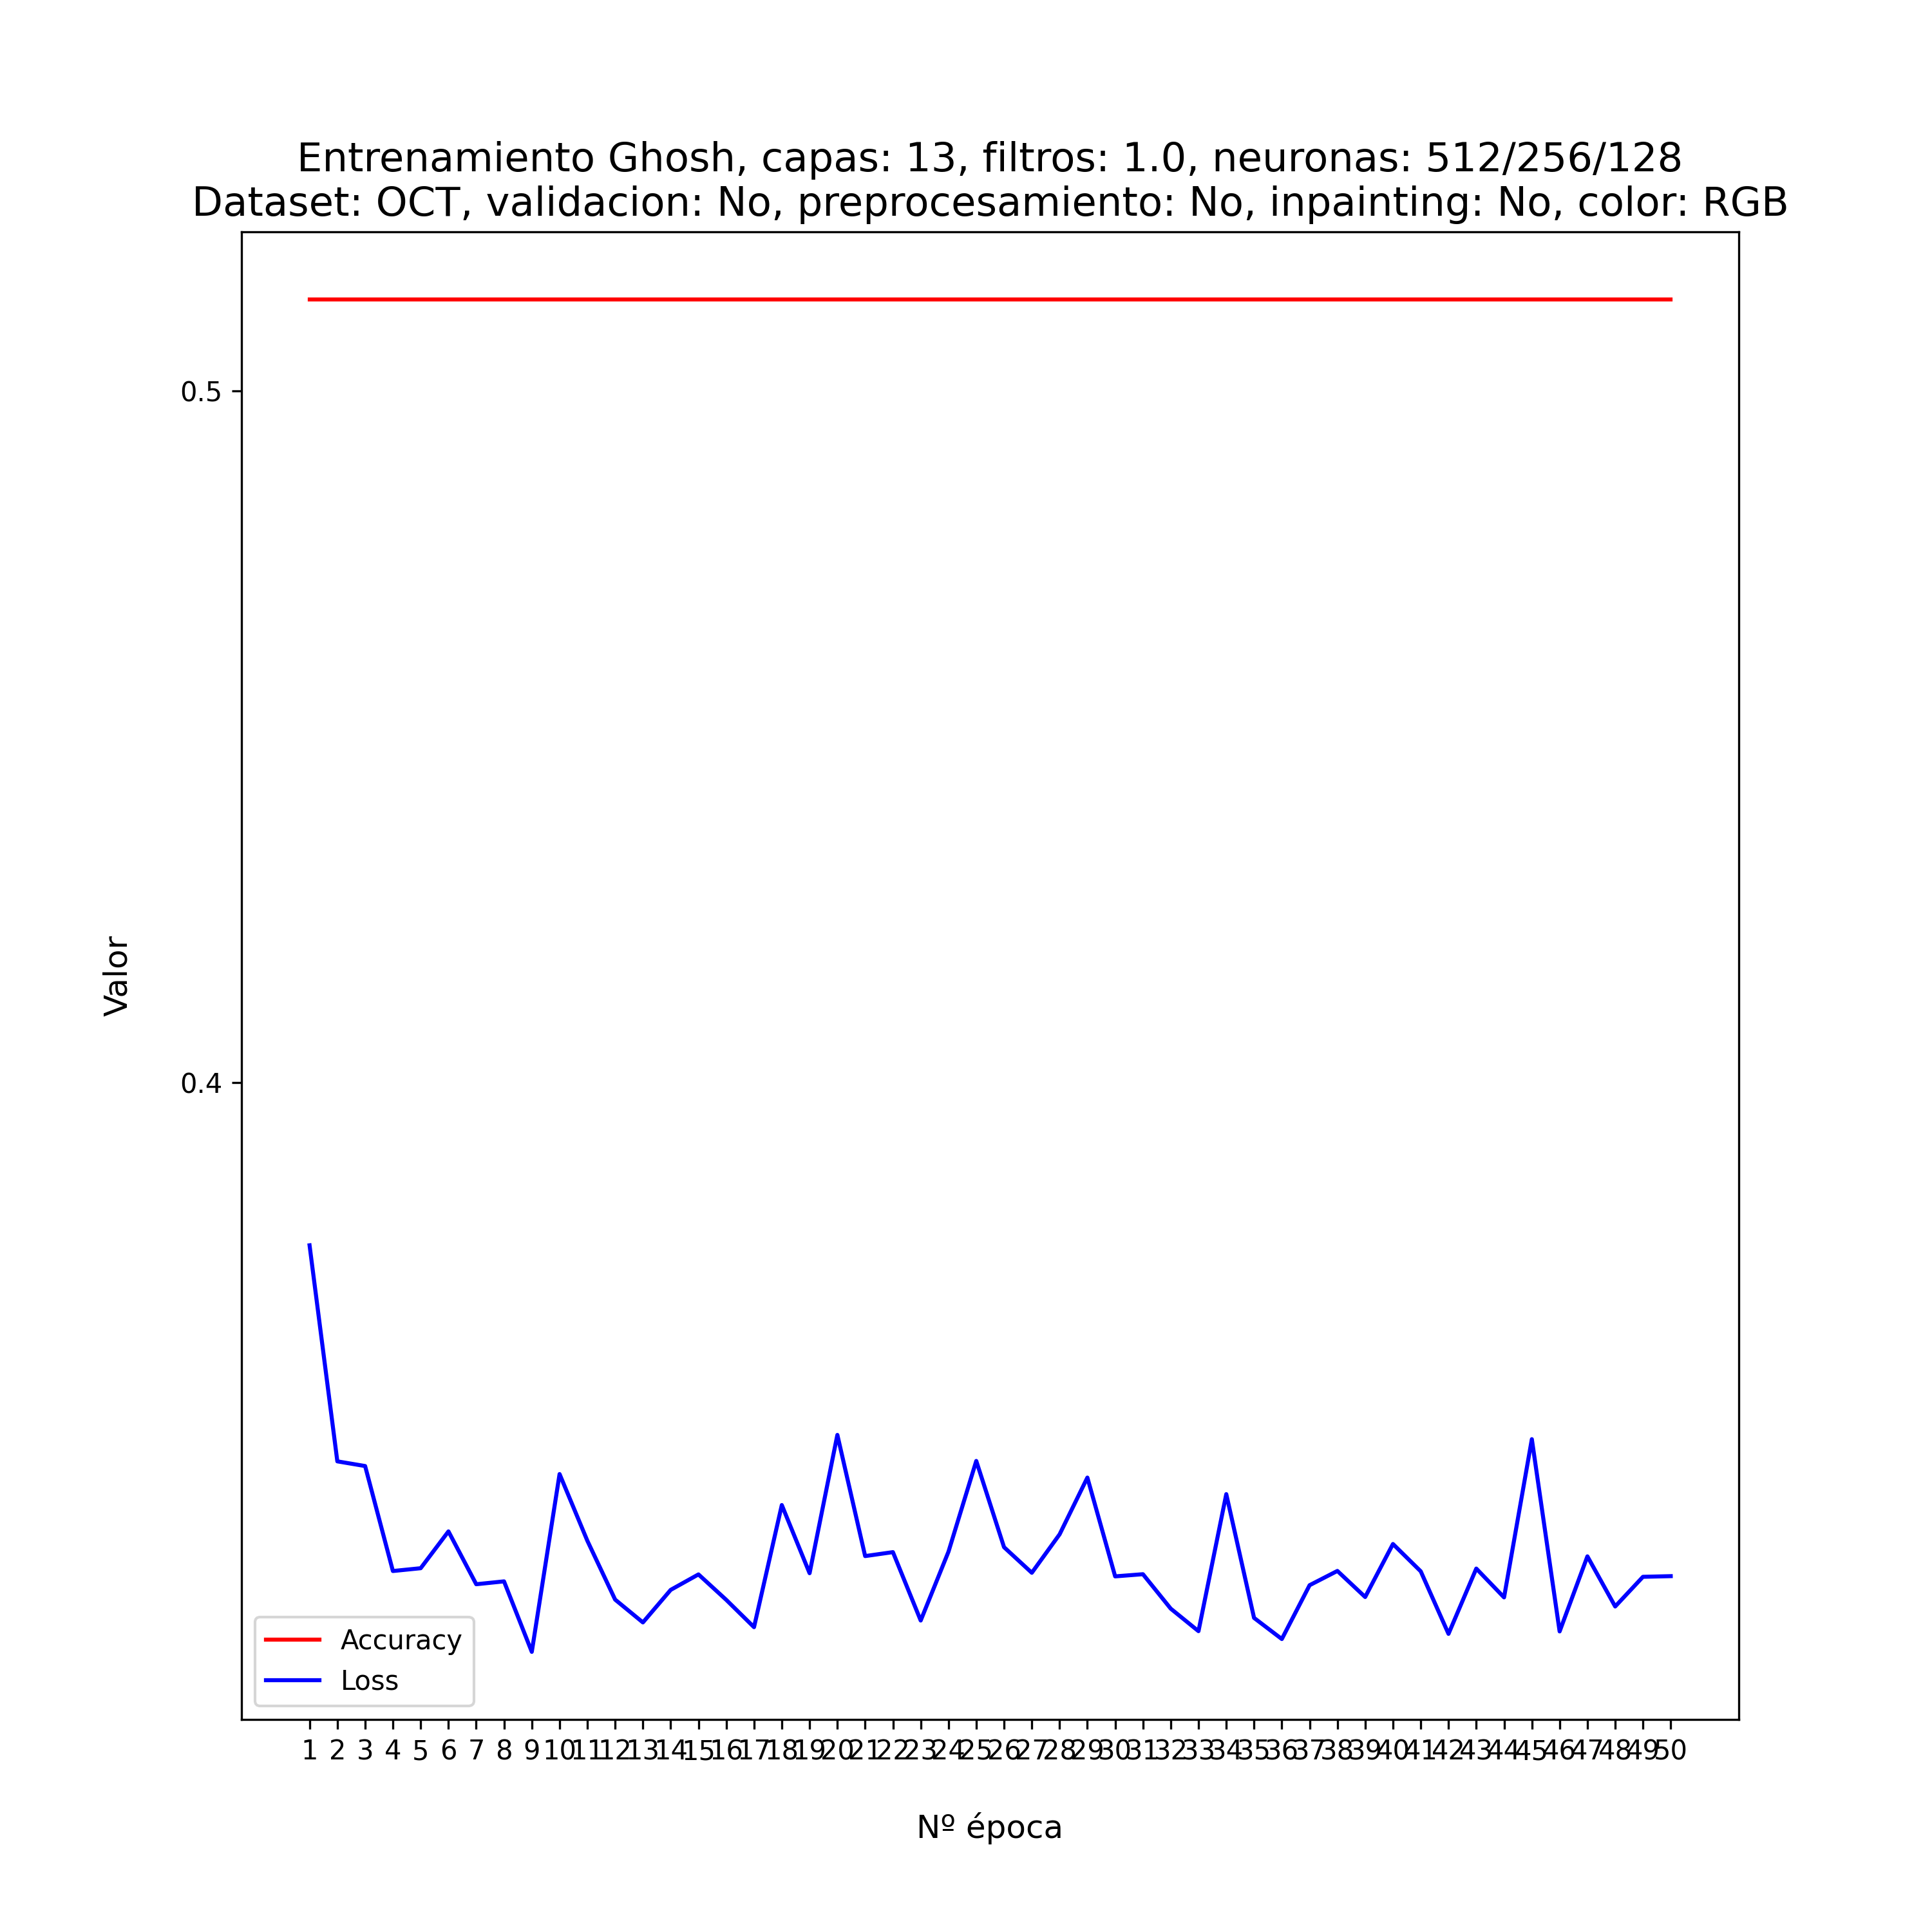 Entrenamiento Ghosh, capas: 13, filtros: 1.0, neuronas: 512/256/128
Dataset: OCT, validacion: No, preprocesamiento: No, inpainting: No, color: RGB
0.5
0.4
Valor
Accuracy
Loss
1 2 3 4 5 6 7 8 9 10 11 12 13 14 15 16 17 18 19 20 21 22 23 24 25 26 27 28 29 30 31 32 33 34 35 36 37 38 39 40 41 42 43 44 45 46 47 48 49 50
Nº época